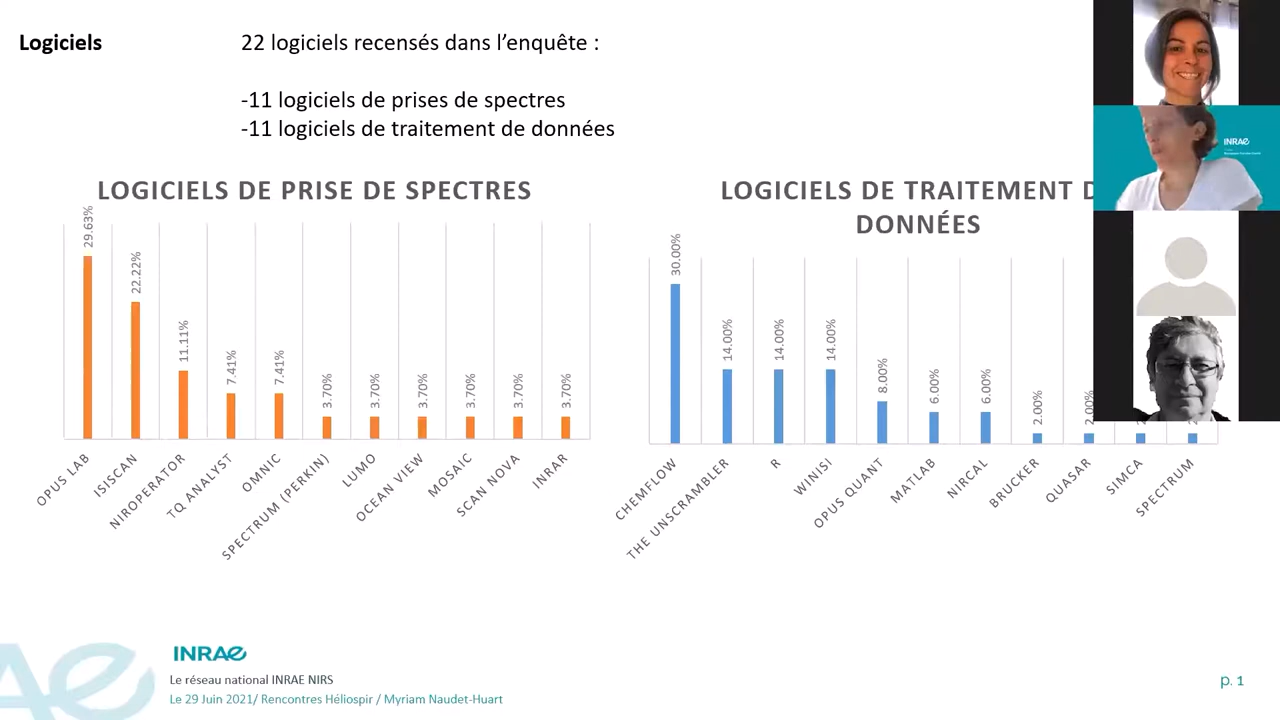 Logiciels
22 logiciels recensés dans l'enquête :
-11 logiciels de prises de spectres
-11 logiciels de traitement de données
LOGICIELS DE PRISE DE SPECTRES
29.63%
22.22%
11.11%
7.41%
7.41%
3.70%
3.70%
3.70%
3.70%
3.70%
3.70%
OPUS LAB
ISISCAN
NIROPERATOR
TQ ANALYST
OMNIC
SPECTRUM (PERKIN)
LUMO
OCEAN VIEW
MOSAIC
SCAN NOVA
INRAR
LOGICIELS DE TRAITEMENT
DONNÉES
30.00%
14.00%
14.00%
14.00%
8.00%
6.00%
6.00%
2.00%
2.00%
CHEMFLOW
THE UNSCRAMBLER
R
WINISI
OPUS QUANT
MATLAB
NIRCAL
BRUCKER
QUASAR
SIMCA
SPECTRUM
INRAE
INRAE
Le réseau national INRAE NIRS
Le 29 Juin 2021/ Rencontres Héliospir / Myriam Naudet-Huart
p. 1